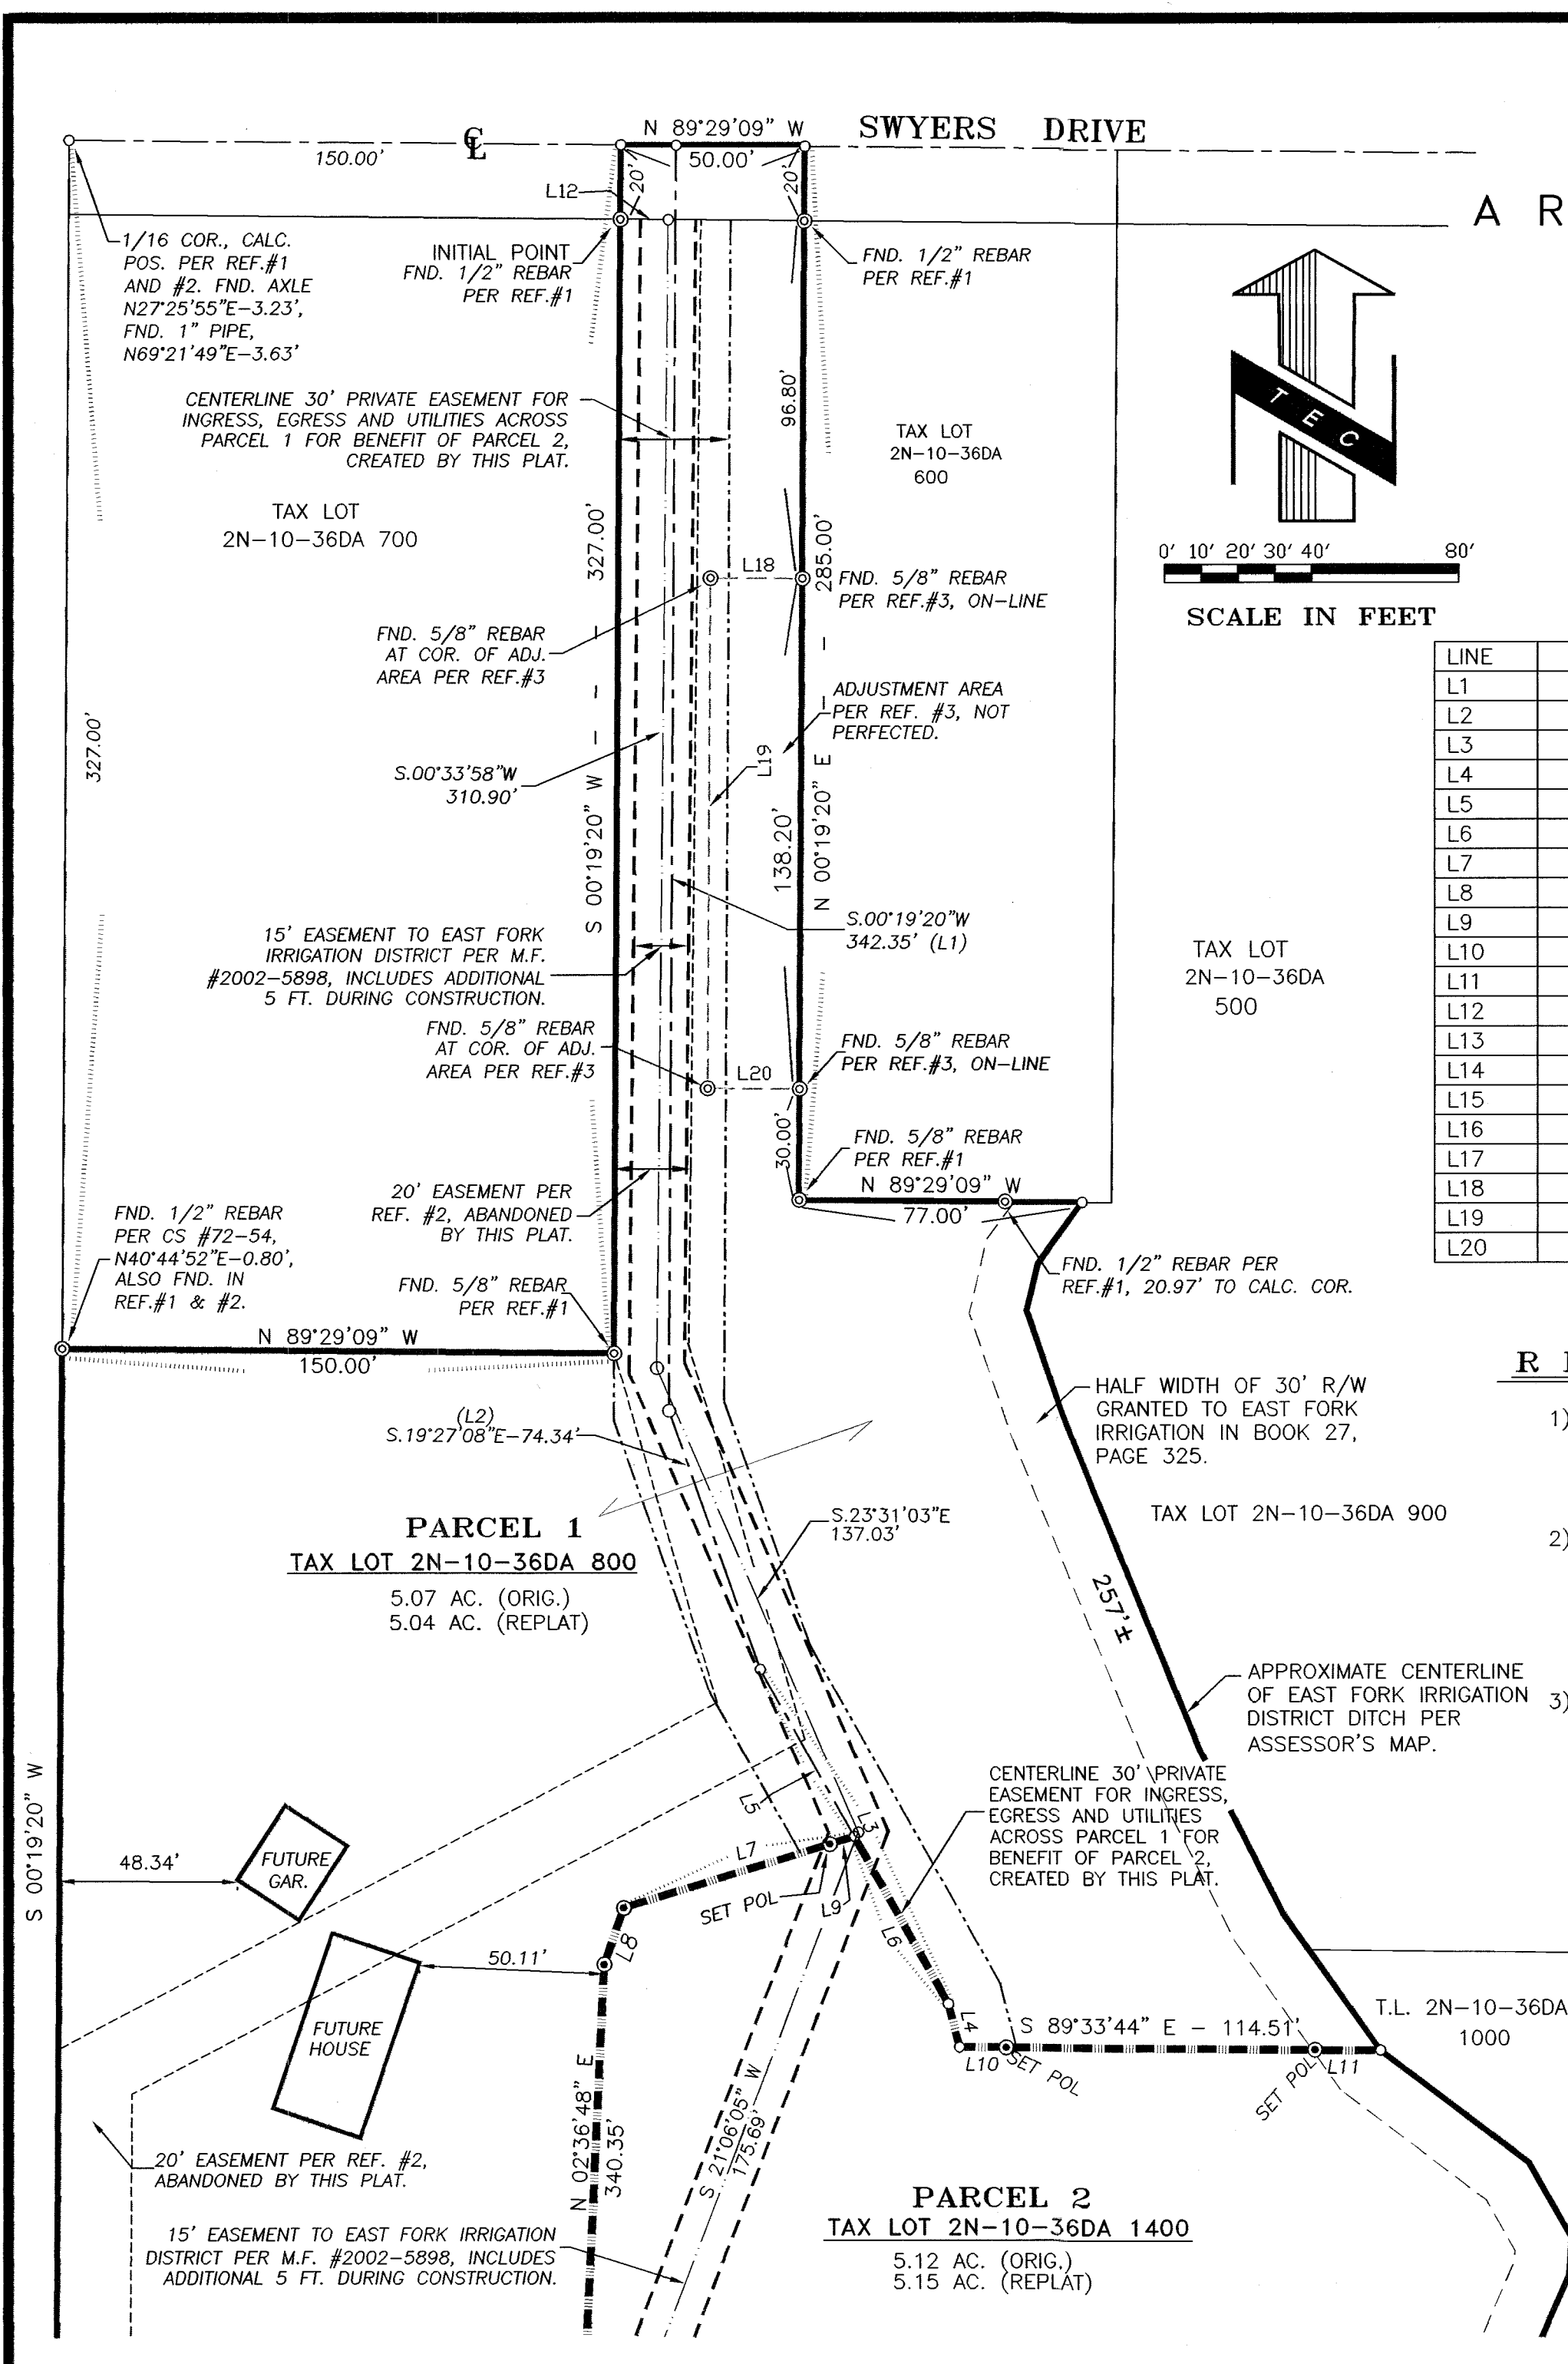 N 89°29'09" W
SWYERS DRIVE
150.00'
℄
50.00'
20'
20'
L12
A R
1/16 COR., CALC.
POS. PER REF.#1
AND #2. FND. AXLE
N27°25'55"E-3.23',
FND. 1" PIPE,
N69°21'49"E-3.63'
INITIAL POINT
FND. 1/2" REBAR
PER REF.#1
FND. 1/2" REBAR
PER REF.#1
CENTERLINE 30' PRIVATE EASEMENT FOR
INGRESS, EGRESS AND UTILITIES ACROSS
PARCEL 1 FOR BENEFIT OF PARCEL 2,
CREATED BY THIS PLAT.
96.80'
TAX LOT
2N-10-36DA
600
TEC
TAX LOT
2N-10-36DA 700
327.00'
285.00'
L18
FND. 5/8" REBAR
PER REF.#3, ON-LINE
0' 10' 20' 30' 40' 80'
SCALE IN FEET
FND. 5/8" REBAR
AT COR. OF ADJ.
AREA PER REF.#3
LINE
L1
L2
L3
L4
L5
L6
L7
L8
L9
L10
L11
L12
L13
L14
L15
L16
L17
L18
L19
L20
ADJUSTMENT AREA
PER REF. #3, NOT
PERFECTED.
327.00'
L19
S.00°33'58"W
310.90'
S 00°19'20" W - - -
N 00°19'20" E - -
138.20'
S.00°19'20"W
342.35' (L1)
15' EASEMENT TO EAST FORK
IRRIGATION DISTRICT PER M.F.
#2002-5898, INCLUDES ADDITIONAL
5 FT. DURING CONSTRUCTION.
TAX LOT
2N-10-36DA
500
FND. 5/8" REBAR
AT COR. OF ADJ.
AREA PER REF.#3
L20
FND. 5/8" REBAR
PER REF.#3, ON-LINE
30.00'
FND. 5/8" REBAR
PER REF.#1
N 89°29'09" W
77.00'
20' EASEMENT PER
REF. #2, ABANDONED
BY THIS PLAT.
FND. 1/2" REBAR
PER CS #72-54,
N40°44'52"E-0.80',
ALSO FND. IN
REF.#1 & #2.
FND. 5/8" REBAR
PER REF.#1
FND. 1/2" REBAR PER
REF.#1, 20.97' TO CALC. COR.
N 89°29'09" W
150.00'
R
1)
HALF WIDTH OF 30' R/W
GRANTED TO EAST FORK
IRRIGATION IN BOOK 27,
PAGE 325.
(L2)
S.19°27'08"E-74.34'
S.23°31'03"E
137.03'
TAX LOT 2N-10-36DA 900
2)
PARCEL 1
TAX LOT 2N-10-36DA 800
5.07 AC. (ORIG.)
5.04 AC. (REPLAT)
257'±
APPROXIMATE CENTERLINE
OF EAST FORK IRRIGATION
DISTRICT DITCH PER
ASSESSOR'S MAP.
3)
CENTERLINE 30' PRIVATE
EASEMENT FOR INGRESS,
EGRESS AND UTILITIES
ACROSS PARCEL 1 FOR
BENEFIT OF PARCEL 2,
CREATED BY THIS PLAT.
S 00°19'20" W
L5
L3
L7
48.34'
FUTURE
GAR.
SET POL
L9
L6
L8
50.11'
FUTURE
HOUSE
L4
S 89°33'44" E - 114.51'
L10
SET POL
SET POL
L11
T.L. 2N-10-36DA
1000
N 02°36'48" E
340.35'
S 21°06'05" W
175.69'
20' EASEMENT PER REF. #2,
ABANDONED BY THIS PLAT.
PARCEL 2
TAX LOT 2N-10-36DA 1400
5.12 AC. (ORIG.)
5.15 AC. (REPLAT)
15' EASEMENT TO EAST FORK IRRIGATION
DISTRICT PER M.F. #2002-5898, INCLUDES
ADDITIONAL 5 FT. DURING CONSTRUCTION.